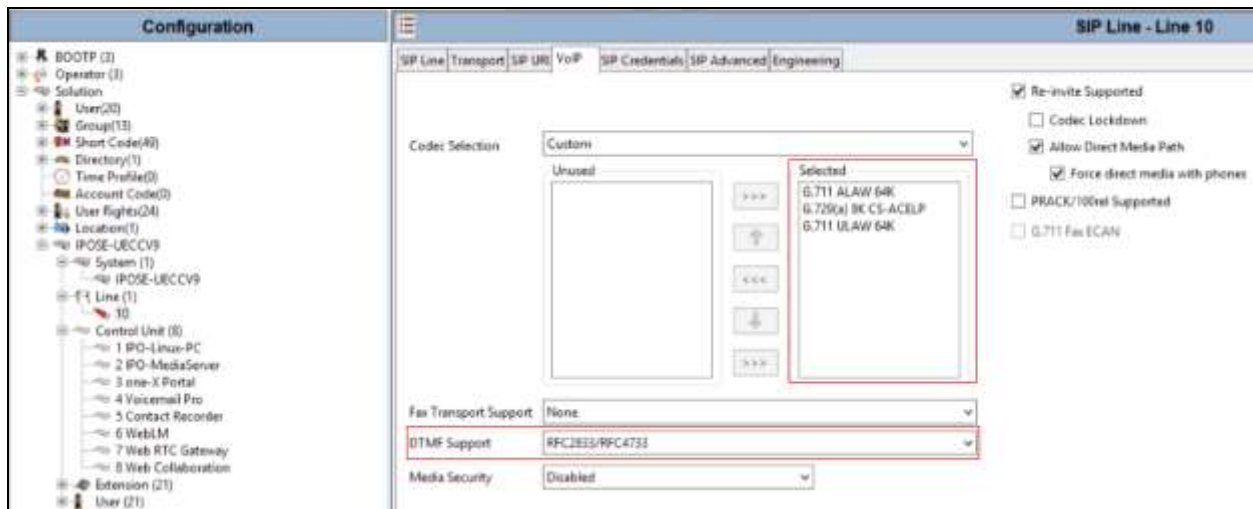 Configuration
BOOTP (3)
Operator (3)
Solution
User(20)
Group(13)
Short Code(49)
Directory(1)
Time Profile(0)
Account Code(0)
User Rights(24)
Location(1)
IPOSE-UECCV9
System (1)
IPOSE-UECCV9
Line (1)
10
Control Unit (8)
1 IPO-Linux-PC
2 IPO-MediaServer
3 one-X Portal
4 Voicemail Pro
5 Contact Recorder
6 WebLM
7 Web RTC Gateway
8 Web Collaboration
Extension (21)
User (21)
SIP Line - Line 10
SIP Line Transport SIP URI VoIP SIP Credentials SIP Advanced Engineering
Codec Selection Custom
Unused Selected
>>> G.711 ALAW 64K
G.729(a) 8K CS-ACELP
G.711 ULAW 64K
<<<
>>>
Fax Transport Support None
DTMF Support RFC2833/RFC4733
Media Security Disabled
Re-invite Supported
Codec Lockdown
Allow Direct Media Path
Force direct media with phones
PRACK/100rel Supported
G.711 Fax ECAN